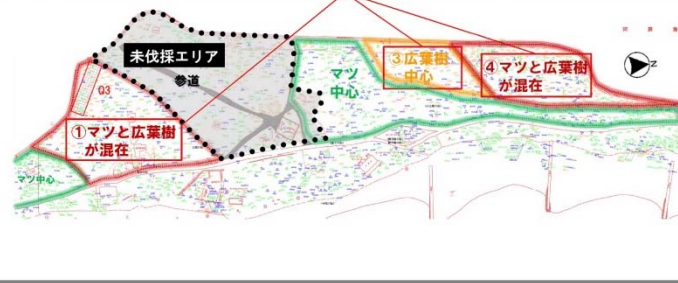 未伐採エリア
参道
Q3
①マツと広葉樹
が混在
マツ中心
マツ
中心
3広葉樹
中心
④マツと広葉樹
が混在
N